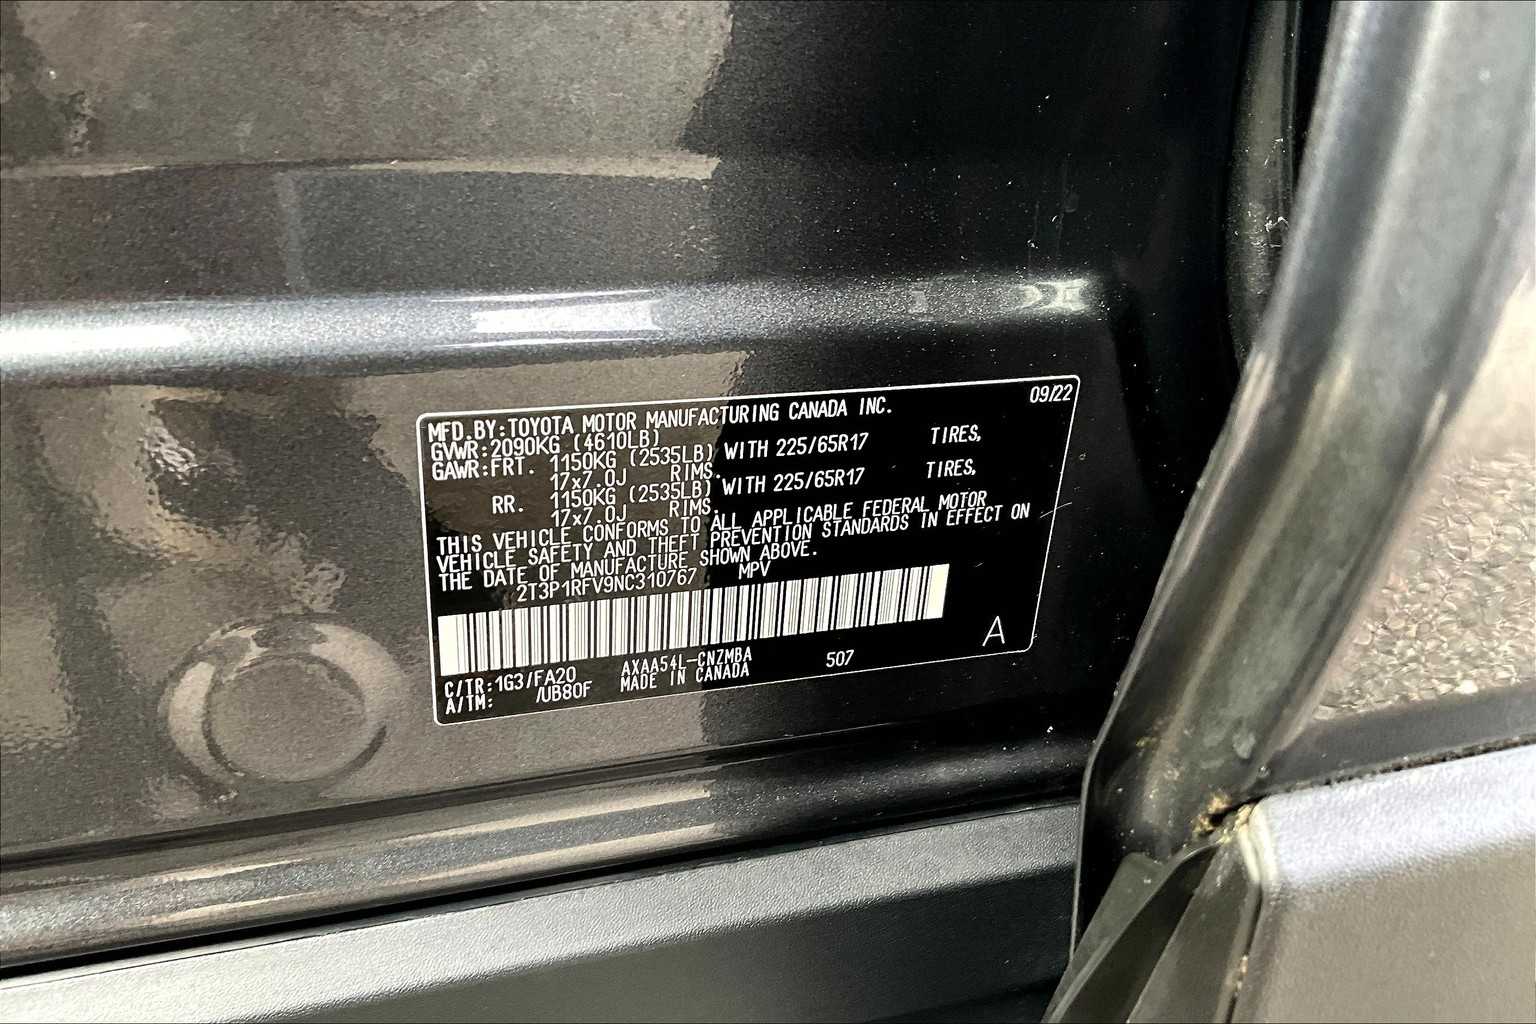 09/22
MFD.BY:TOYOTA MOTOR MANUFACTURING CANADA INC.
GVWR:2090KG (4610LB)
GAWR:FRT. 1150KG (2535LB) WITH 225/65R17 TIRES,
17x7.0J RIMS.
RR. 1150KG (2535LB) WITH 225/65R17 TIRES,
17x7.0J RIMS.
THIS VEHICLE CONFORMS TO ALL APPLICABLE FEDERAL MOTOR
VEHICLE SAFETY AND THEFT PREVENTION STANDARDS IN EFFECT ON
THE DATE OF MANUFACTURE SHOWN ABOVE.
2T3P1RFV9NC310767 MPV
A
C/TR:1G3/FA20 AXAA54L-CNZMBA 507
A/TM: /UB80F MADE IN CANADA